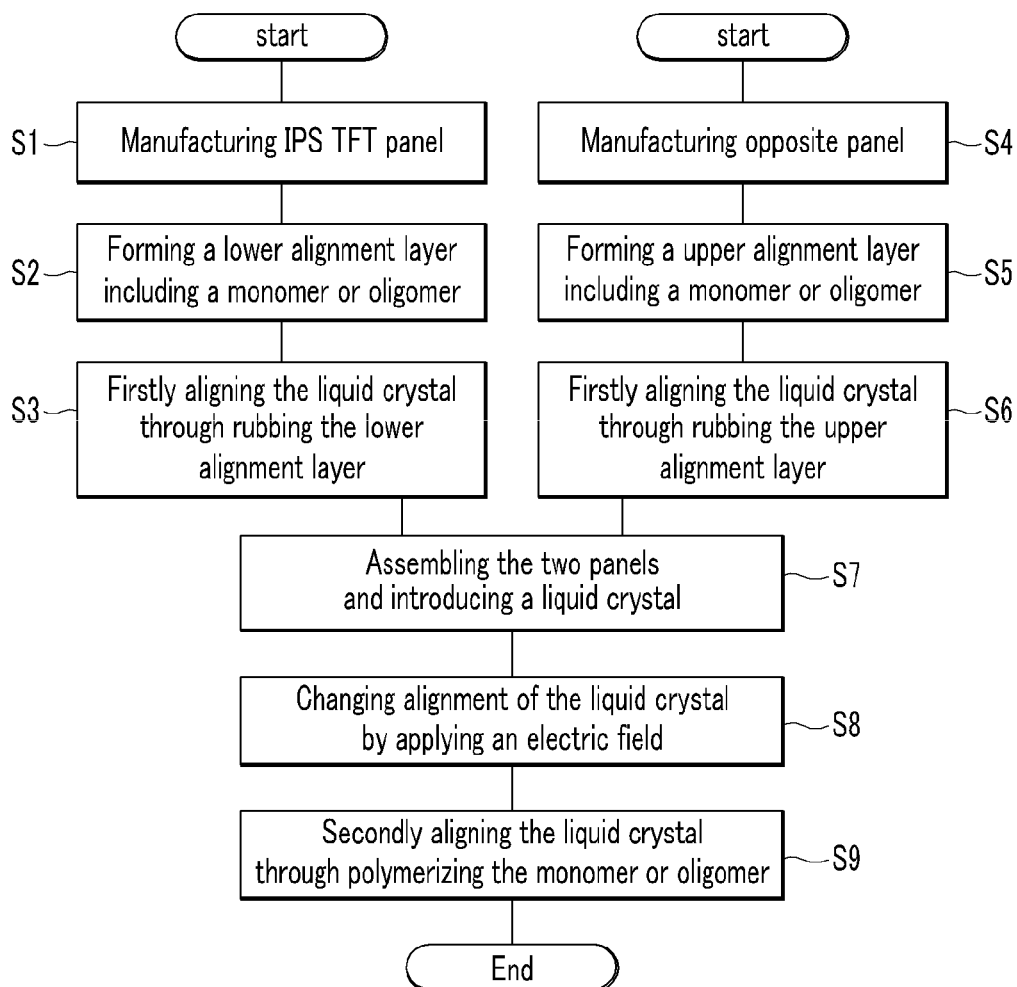 start
start
S1
Manufacturing IPS TFT panel
Manufacturing opposite panel
S4
S2
Forming a lower alignment layer
including a monomer or oligomer
Forming a upper alignment layer
including a monomer or oligomer
S5
S3
Firstly aligning the liquid crystal
through rubbing the lower
alignment layer
Firstly aligning the liquid crystal
through rubbing the upper
alignment layer
S6
Assembling the two panels
and introducing a liquid crystal
S7
Changing alignment of the liquid crystal
by applying an electric field
S8
Secondly aligning the liquid crystal
through polymerizing the monomer or oligomer
S9
End